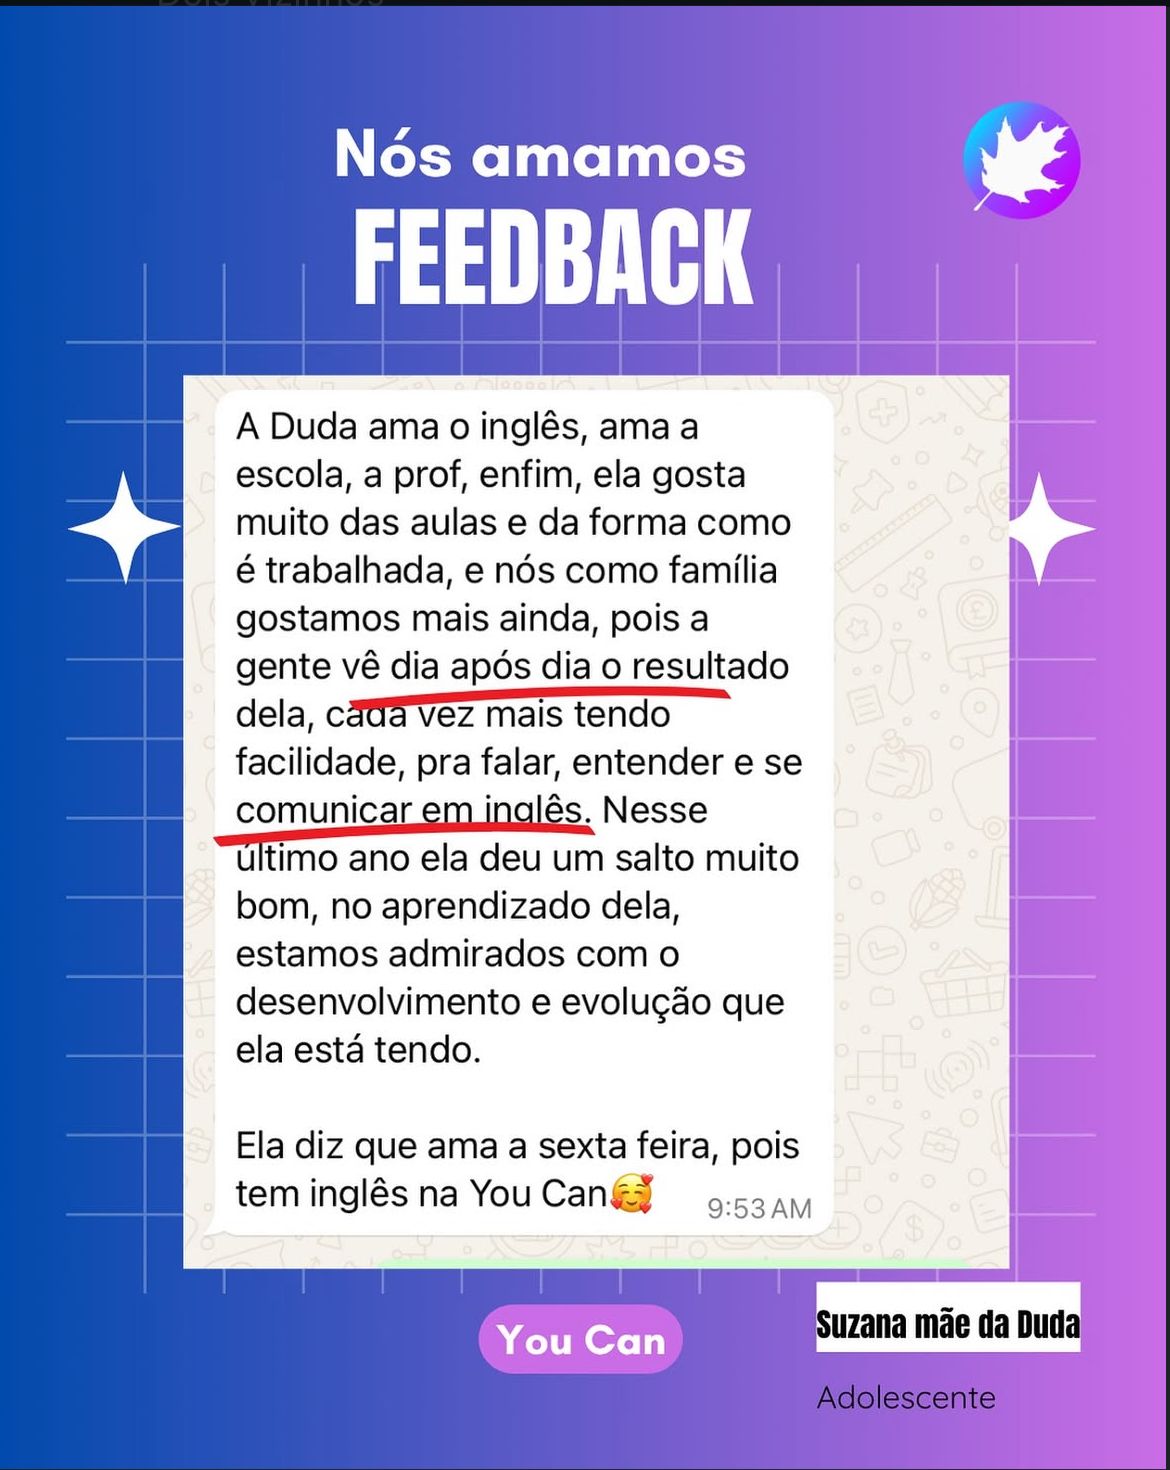 Dois Vizinhos
Nós amamos
FEEDBACK
A Duda ama o inglês, ama a
escola, a prof, enfim, ela gosta
muito das aulas e da forma como
é trabalhada, e nós como família
gostamos mais ainda, pois a
gente vê dia após dia o resultado
dela, cada vez mais tendo
facilidade, pra falar, entender e se
comunicar em inglês. Nesse
último ano ela deu um salto muito
bom, no aprendizado dela,
estamos admirados com o
desenvolvimento e evolução que
ela está tendo.
Ela diz que ama a sexta feira, pois
tem inglês na You Can🥰
9:53 AM
You Can
Suzana mãe da Duda
Adolescente